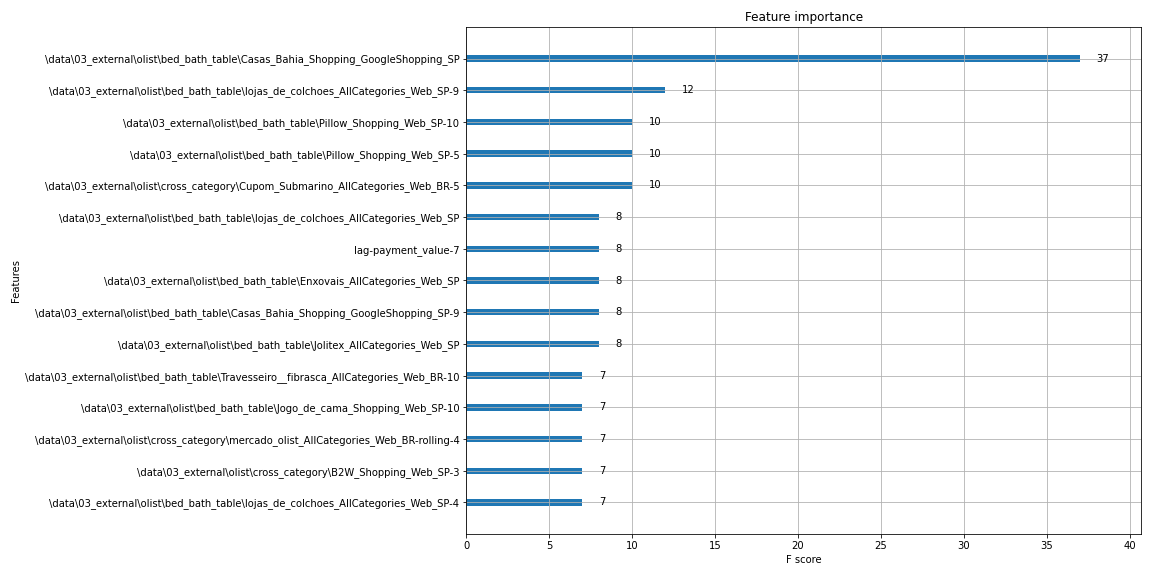 Feature importance
\data\03_external\olist\bed_bath_table\Casas_Bahia_Shopping_GoogleShopping_SP 37
\data\03_external\olist\bed_bath_table\lojas_de_colchoes_AllCategories_Web_SP-9 12
\data\03_external\olist\bed_bath_table\Pillow_Shopping_Web_SP-10 10
\data\03_external\olist\bed_bath_table\Pillow_Shopping_Web_SP-5 10
\data\03_external\olist\cross_category\Cupom_Submarino_AllCategories_Web_BR-5 10
\data\03_external\olist\bed_bath_table\lojas_de_colchoes_AllCategories_Web_SP 8
lag-payment_value-7 8
\data\03_external\olist\bed_bath_table\Enxovais_AllCategories_Web_SP 8
\data\03_external\olist\bed_bath_table\Casas_Bahia_Shopping_GoogleShopping_SP-9 8
\data\03_external\olist\bed_bath_table\Jolitex_AllCategories_Web_SP 8
\data\03_external\olist\bed_bath_table\Travesseiro__fibrasca_AllCategories_Web_BR-10 7
\data\03_external\olist\bed_bath_table\Jogo_de_cama_Shopping_Web_SP-10 7
\data\03_external\olist\cross_category\mercado_olist_AllCategories_Web_BR-rolling-4 7
\data\03_external\olist\cross_category\B2W_Shopping_Web_SP-3 7
\data\03_external\olist\bed_bath_table\lojas_de_colchoes_AllCategories_Web_SP-4 7
Features
0 5 10 15 20 25 30 35 40
F score